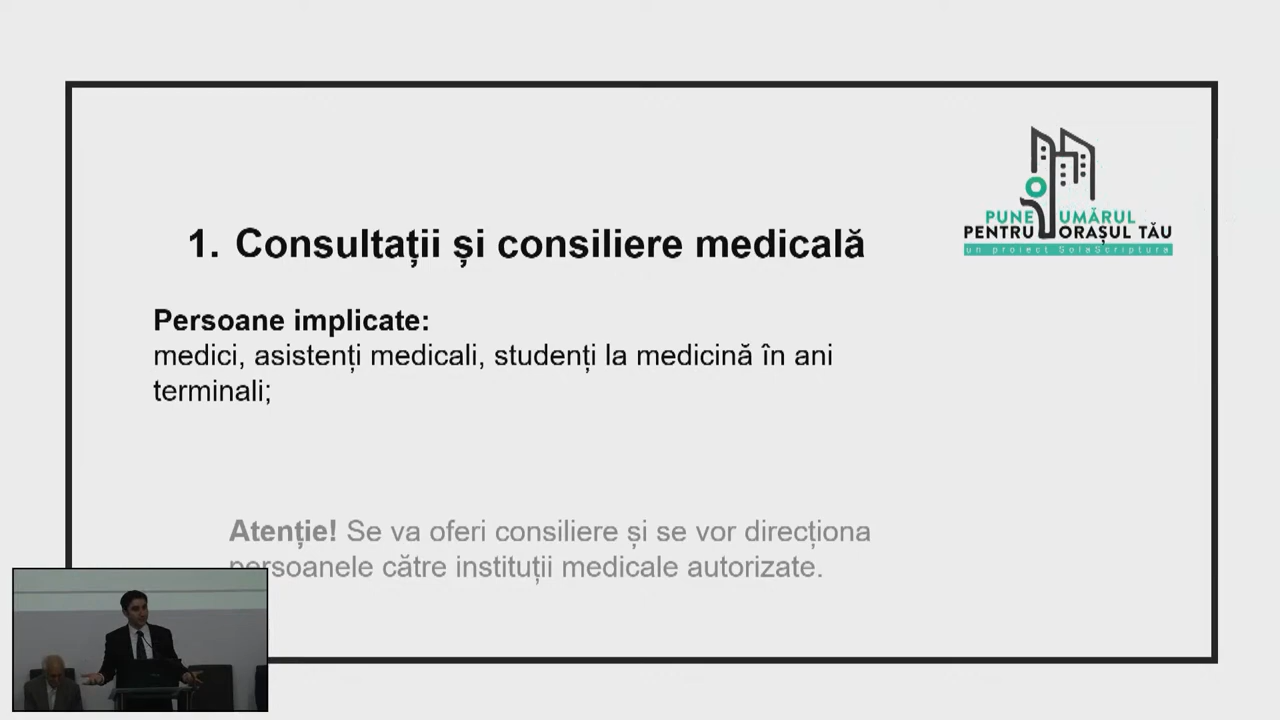 PUNE UMĂRUL
PENTRU ORAȘUL TĂU
un proiect SolaScriptura
1. Consultații și consiliere medicală
Persoane implicate:
medici, asistenți medicali, studenți la medicină în ani
terminali;
Atenție! Se va oferi consiliere și se vor direcționa
persoanele către instituții medicale autorizate.